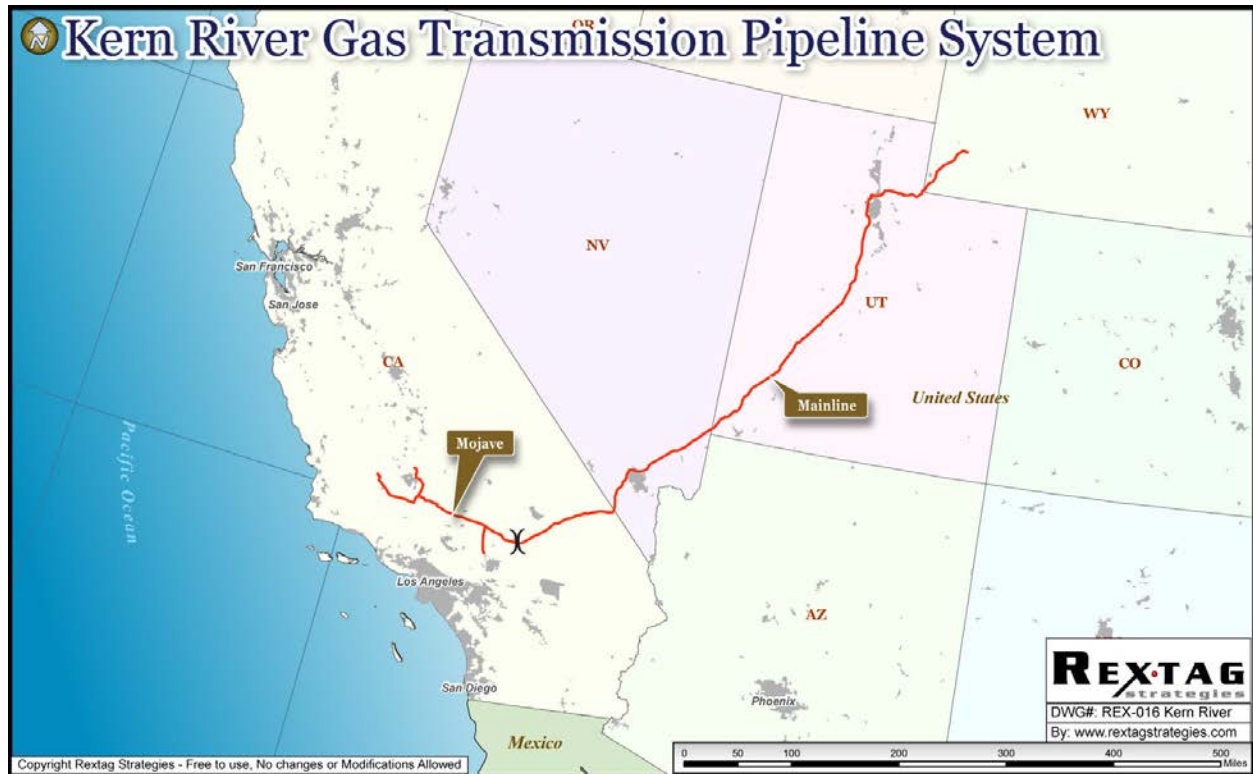 N
Kern River Gas Transmission Pipeline System
OR
WY
NV
San Francisco
San Jose
UT
CA
CO
United States
Mainline
Mojave
Pacific Ocean
Los Angeles
AZ
San Diego
Phoenix
Mexico
REXTAG
strategies
DWG#: REX-016 Kern River
By: www.rextagstrategies.com
0 50 100 200 300 400 500
Miles
Copyright Rextag Strategies - Free to use, No changes or Modifications Allowed